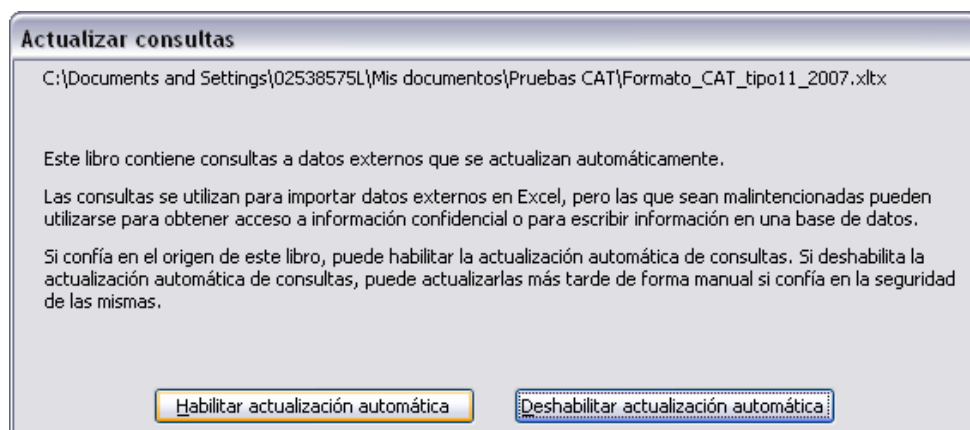 Actualizar consultas
C:\Documents and Settings\02538575L\Mis documentos\Pruebas CAT\Formato_CAT_tipo11_2007.xltx
Este libro contiene consultas a datos externos que se actualizan automáticamente.
Las consultas se utilizan para importar datos externos en Excel, pero las que sean malintencionadas pueden
utilizarse para obtener acceso a información confidencial o para escribir información en una base de datos.
Si confía en el origen de este libro, puede habilitar la actualización automática de consultas. Si deshabilita la
actualización automática de consultas, puede actualizarlas más tarde de forma manual si confía en la seguridad
de las mismas.
Habilitar actualización automática
Deshabilitar actualización automática